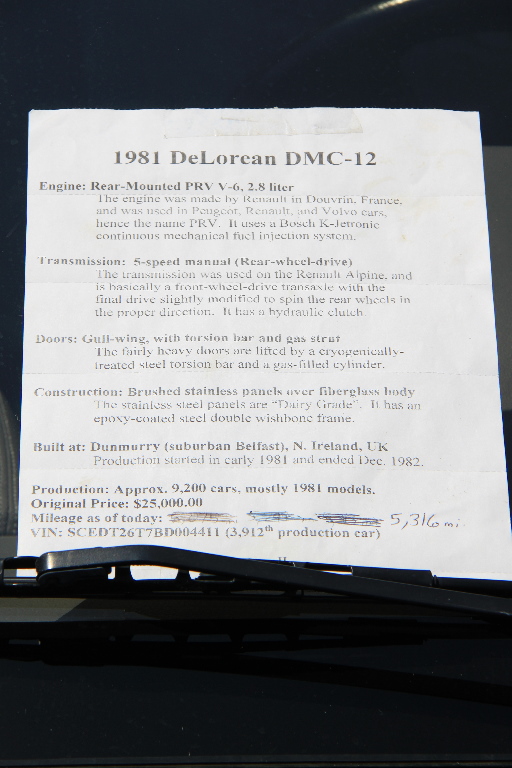 1981 DeLorean DMC-12
Engine: Rear-Mounted PRV V-6, 2.8 liter
The engine was made by Renault in Douvrin, France,
and was used in Peugeot, Renault, and Volvo cars,
hence the name PRV. It uses a Bosch K-Jetronic
continuous mechanical fuel injection system.
Transmission: 5-speed manual (Rear-wheel-drive)
The transmission was used on the Renault Alpine, and
is basically a front-wheel-drive transaxle with the
final drive slightly modified to spin the rear wheels in
the proper direction. It has a hydraulic clutch.
Doors: Gull-wing, with torsion bar and gas strut
The fairly heavy doors are lifted by a cryogenically-
treated steel torsion bar and a gas-filled cylinder.
Construction: Brushed stainless panels over fiberglass body
The stainless steel panels are "Dairy Grade". It has an
epoxy-coated steel double wishbone frame.
Built at: Dunmurry (suburban Belfast), N. Ireland, UK
Production started in early 1981 and ended Dec. 1982.
Production: Approx. 9,200 cars, mostly 1981 models.
Original Price: $25,000.00
Mileage as of today: 5,316 mi.
VIN: SCEDT26T7BD004411 (3,912th production car)